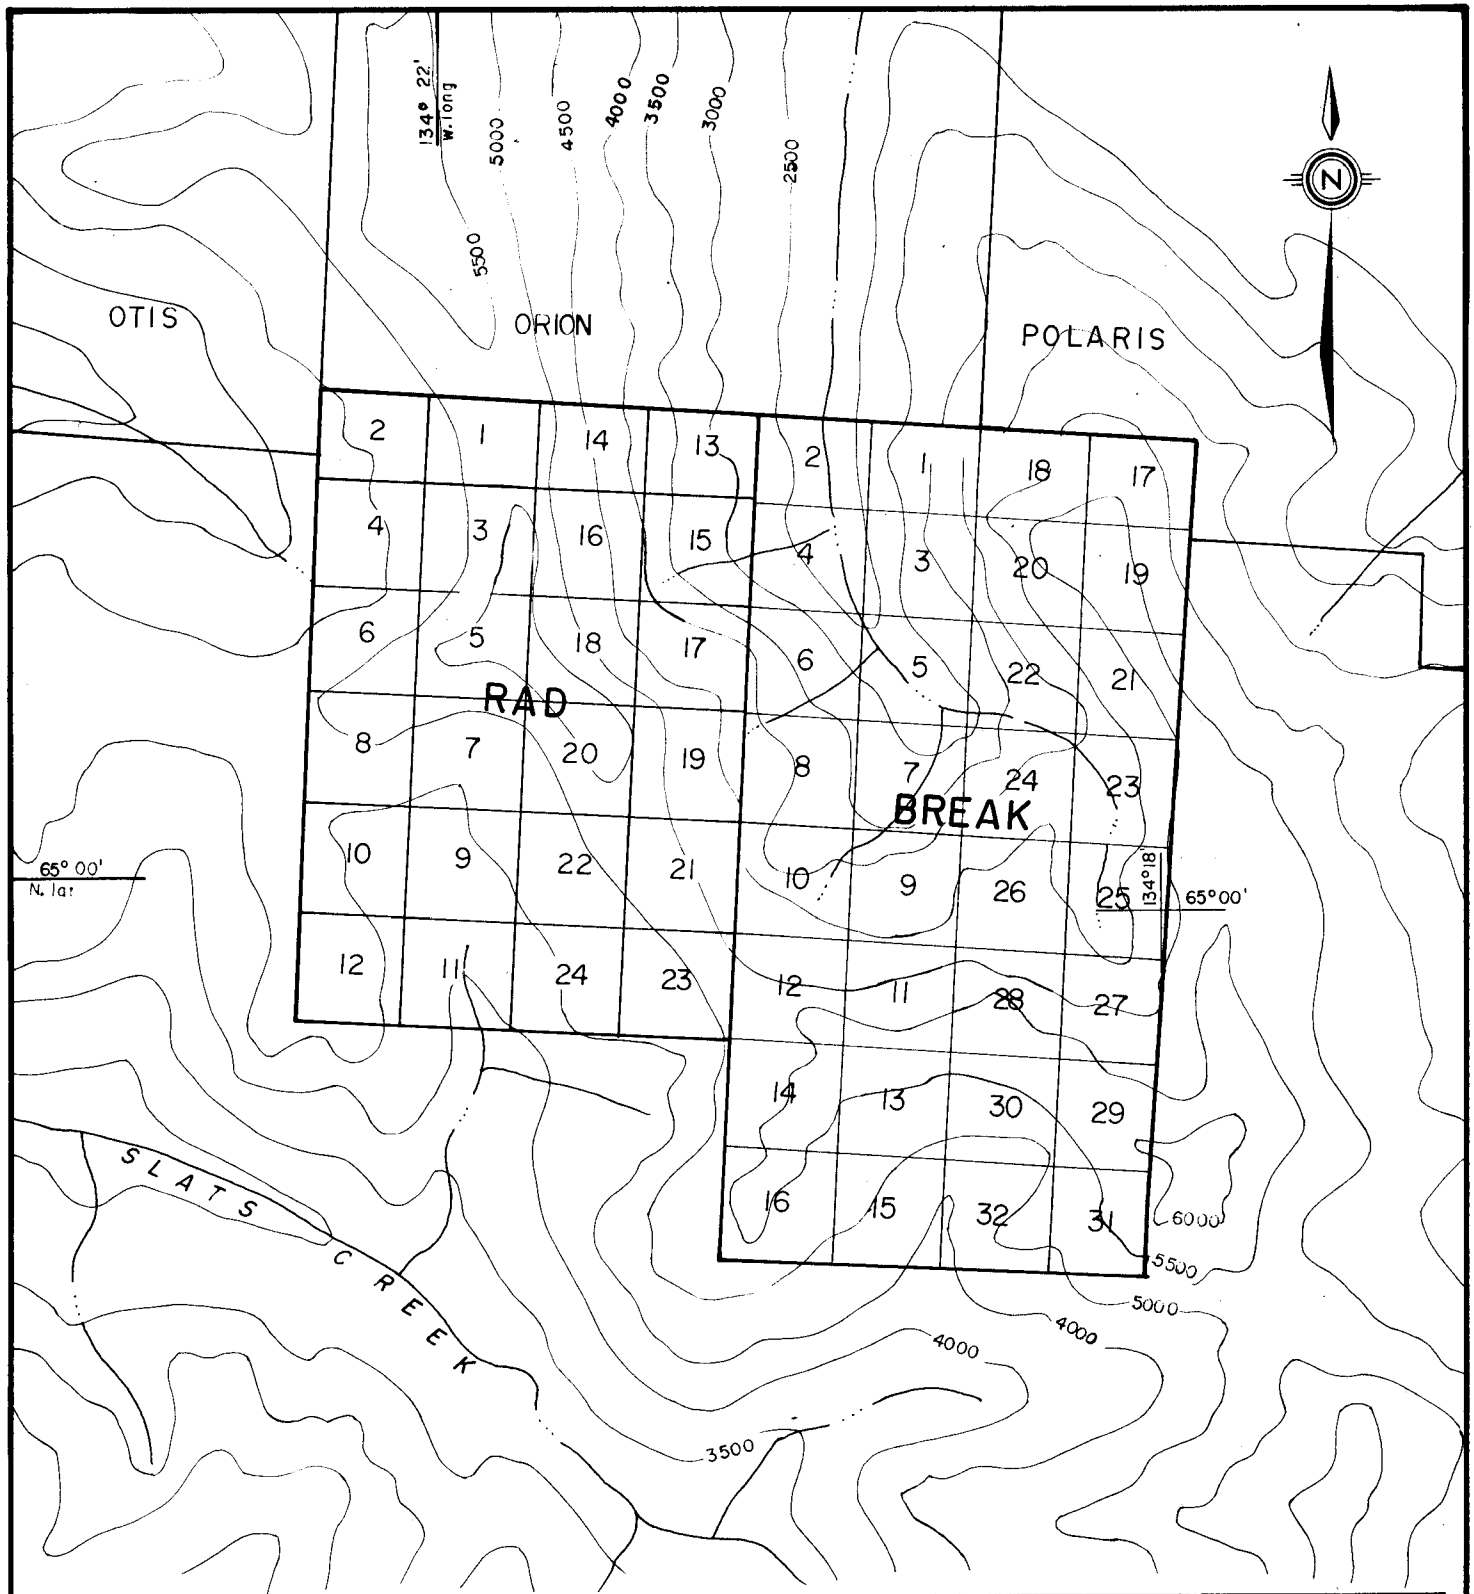 134° 22'
W. long
5000
4500
4000
3500
3000
2500
5500
N
OTIS
ORION
POLARIS
2 1 14 13 2 1 18 17
4 3 16 15 4 3 20 19
6 5 18 17 6 5 22 21
RAD
8 7 20 19 8 7 24 23
BREAK
10 9 22 21 10 9 26 25
65° 00'
N. lat
134°18'
65°00'
12 11 24 23 12 11 28 27
14 13 30 29
16 15 32 31
SLATS CREEK
6000
5500
5000
4000
4000
3500